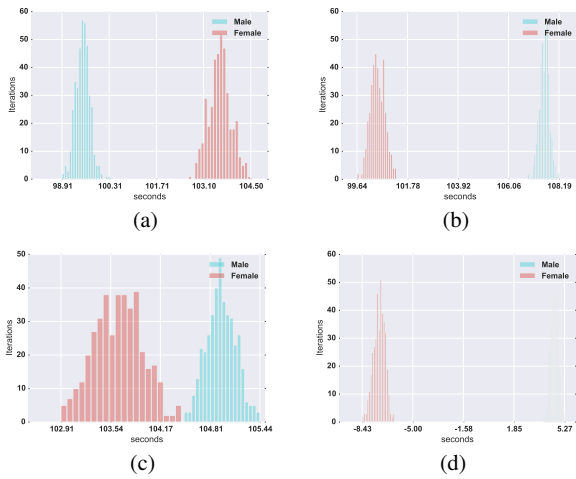 60
50
40
30
20
10
0
Iterations
Male
Female
98.91 100.31 101.71 103.10 104.50
seconds
(a)
60
50
40
30
20
10
0
Iterations
Male
Female
99.64 101.78 103.92 106.06 108.19
seconds
(b)
50
40
30
20
10
0
Iterations
Male
Female
102.91 103.54 104.17 104.81 105.44
seconds
(c)
60
50
40
30
20
10
0
Iterations
Male
Female
-8.43 -5.00 -1.58 1.85 5.27
seconds
(d)